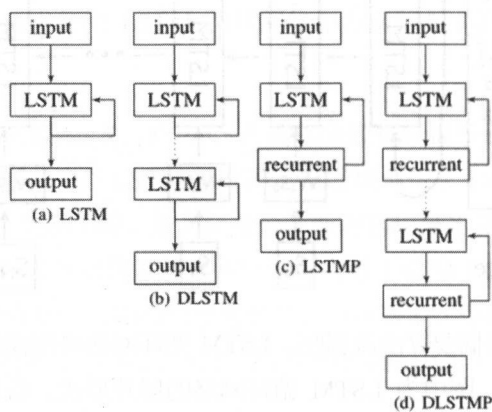 input
LSTM
output
(a) LSTM
input
LSTM
LSTM
output
(b) DLSTM
input
LSTM
recurrent
output
(c) LSTMP
input
LSTM
recurrent
LSTM
recurrent
output
(d) DLSTMP